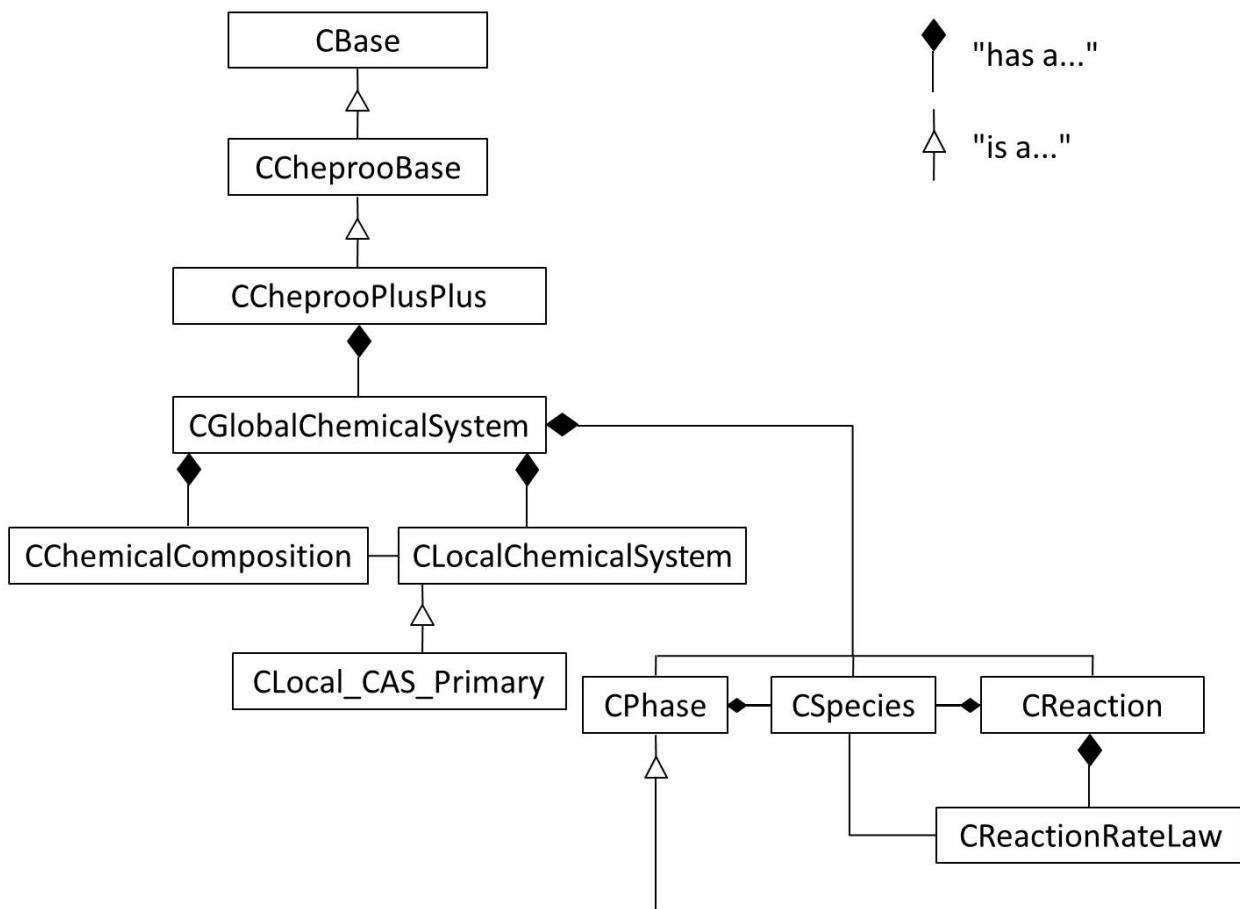 CBase
"has a..."
"is a..."
CCheprooBase
CCheprooPlusPlus
CGlobalChemicalSystem
CChemicalComposition
CLocalChemicalSystem
CLocal_CAS_Primary
CPhase
CSpecies
CReaction
CReactionRateLaw